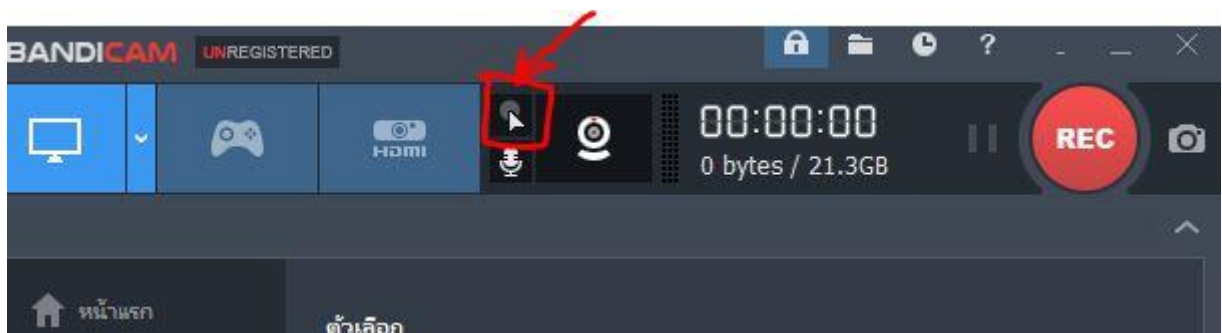 BANDICAM UNREGISTERED ?
HDMI
00:00:00
0 bytes / 21.3GB
REC
หน้าแรก
ตัวเลือก